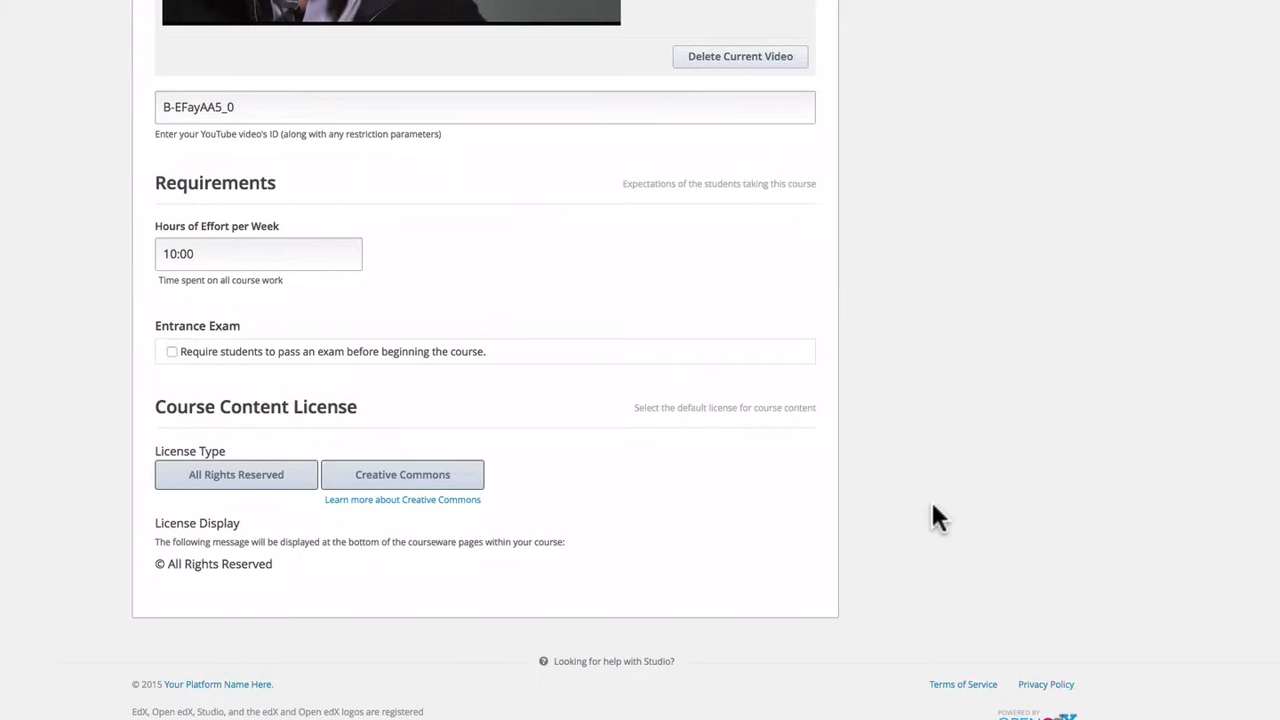 Delete Current Video
B-EFayAA5_0
Enter your YouTube video's ID (along with any restriction parameters)
Requirements
Expectations of the students taking this course
Hours of Effort per Week
10:00
Time spent on all course work
Entrance Exam
Require students to pass an exam before beginning the course.
Course Content License
Select the default license for course content
License Type
All Rights Reserved
Creative Commons
Learn more about Creative Commons
License Display
The following message will be displayed at the bottom of the courseware pages within your course:
© All Rights Reserved
Looking for help with Studio?
© 2015 Your Platform Name Here.
Terms of Service
Privacy Policy
EdX, Open edX, Studio, and the edX and Open edX logos are registered
POWERED BY
OPEN edX